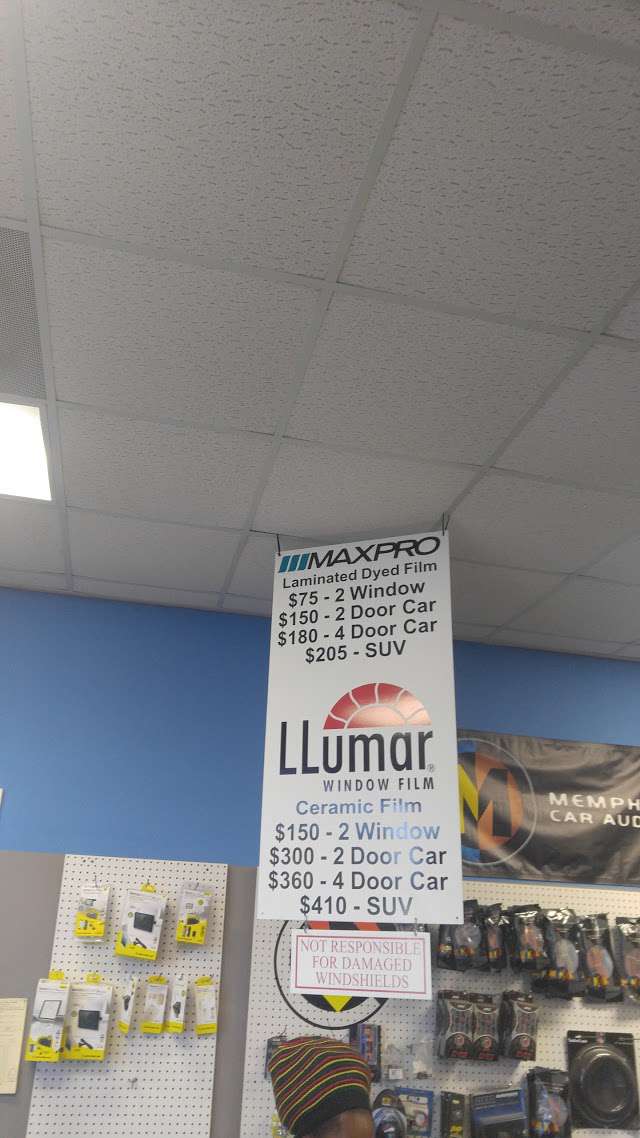 MAXPRO
Laminated Dyed Film
$75 - 2 Window
$150 - 2 Door Car
$180 - 4 Door Car
$205 - SUV
LLumar®
WINDOW FILM
Ceramic Film
$150 - 2 Window
$300 - 2 Door Car
$360 - 4 Door Car
$410 - SUV
NOT RESPONSIBLE
FOR DAMAGED
WINDSHIELDS
M
MEMPH
CAR AUD